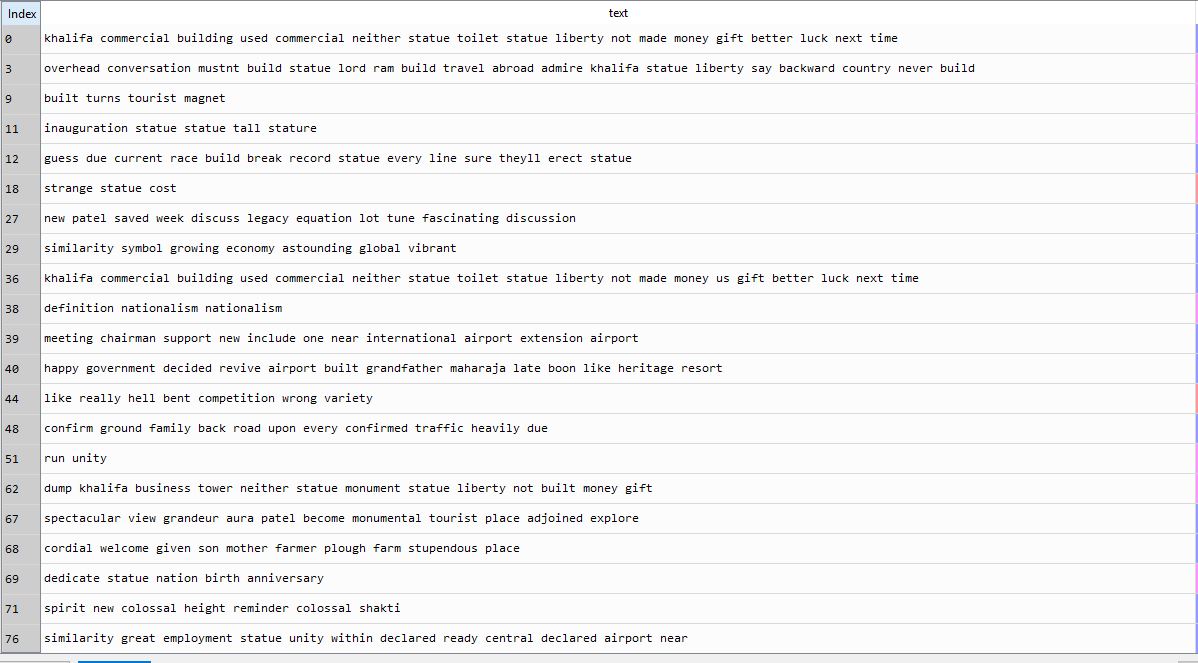 Index text
0 khalifa commercial building used commercial neither statue toilet statue liberty not made money gift better luck next time
3 overhead conversation mustnt build statue lord ram build travel abroad admire khalifa statue liberty say backward country never build
9 built turns tourist magnet
11 inauguration statue statue tall stature
12 guess due current race build break record statue every line sure theyll erect statue
18 strange statue cost
27 new patel saved week discuss legacy equation lot tune fascinating discussion
29 similarity symbol growing economy astounding global vibrant
36 khalifa commercial building used commercial neither statue toilet statue liberty not made money us gift better luck next time
38 definition nationalism nationalism
39 meeting chairman support new include one near international airport extension airport
40 happy government decided revive airport built grandfather maharaja late boon like heritage resort
44 like really hell bent competition wrong variety
48 confirm ground family back road upon every confirmed traffic heavily due
51 run unity
62 dump khalifa business tower neither statue monument statue liberty not built money gift
67 spectacular view grandeur aura patel become monumental tourist place adjoined explore
68 cordial welcome given son mother farmer plough farm stupendous place
69 dedicate statue nation birth anniversary
71 spirit new colossal height reminder colossal shakti
76 similarity great employment statue unity within declared ready central declared airport near